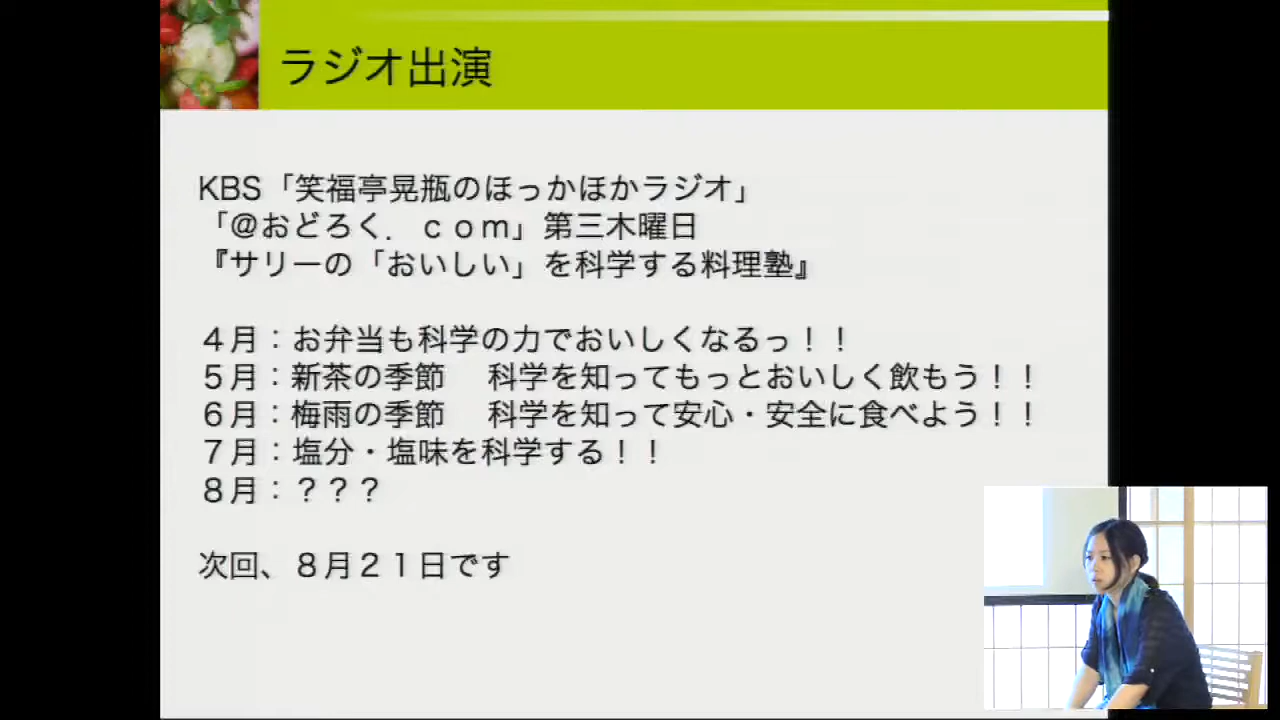 ラジオ出演
KBS「笑福亭晃瓶のほっかほかラジオ」
「＠おどろく．ｃｏｍ」第三木曜日
『サリーの「おいしい」を科学する料理塾』
４月：お弁当も科学の力でおいしくなるっ！！
５月：新茶の季節　科学を知ってもっとおいしく飲もう！！
６月：梅雨の季節　科学を知って安心・安全に食べよう！！
７月：塩分・塩味を科学する！！
８月：？？？
次回、８月２１日です